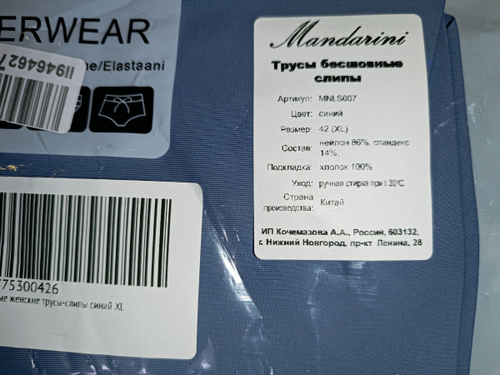 ERWEAR
ne/Elastaani
Mandarini
Трусы бесшовные
слипы
Артикул: MNLS007
Цвет: синий
Размер: 42 (XL)
Состав: нейлон 86%, спандекс
14%,
Подкладка: хлопок 100%
Уход: ручная стирка при t 30°C
Страна
производства: Китай
ИП Кочемазова А.А., Россия, 603132,
г. Нижний Новгород, пр-кт Ленина, 28
775300426
ые женские трусы-слипы синий XL